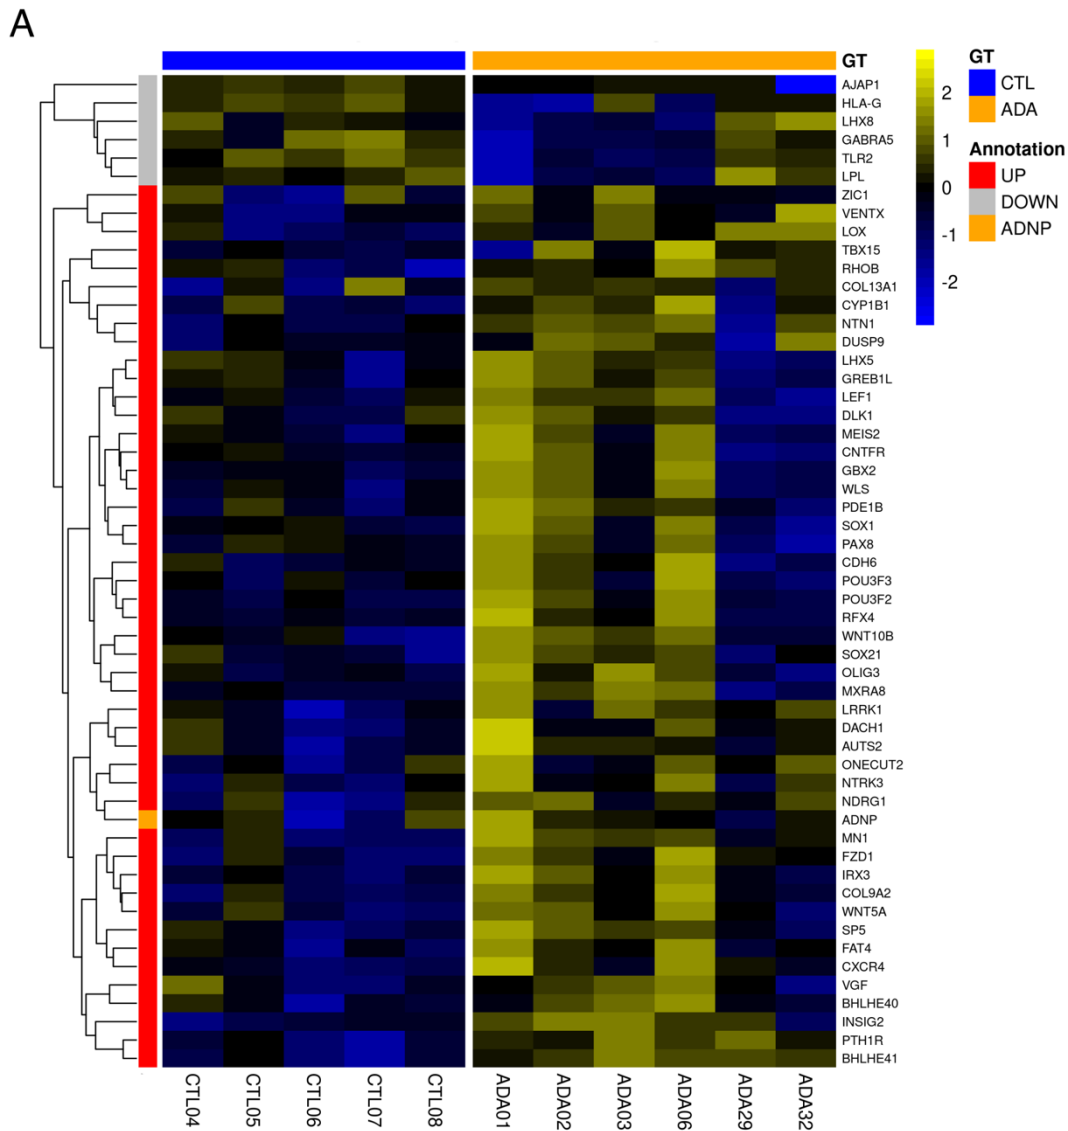 A
GT
AJAP1
HLA-G
LHX8
GABRA5
TLR2
LPL
ZIC1
VENTX
LOX
TBX15
RHOB
COL13A1
CYP1B1
NTN1
DUSP9
LHX5
GREB1L
LEF1
DLK1
MEIS2
CNTFR
GBX2
WLS
PDE1B
SOX1
PAX8
CDH6
POU3F3
POU3F2
RFX4
WNT10B
SOX21
OLIG3
MXRA8
LRRK1
DACH1
AUTS2
ONECUT2
NTRK3
NDRG1
ADNP
MN1
FZD1
IRX3
COL9A2
WNT5A
SP5
FAT4
CXCR4
VGF
BHLHE40
INSIG2
PTH1R
BHLHE41
CTL04
CTL05
CTL06
CTL07
CTL08
ADA01
ADA02
ADA03
ADA06
ADA29
ADA32
2
1
0
-1
-2
GT
CTL
ADA
Annotation
UP
DOWN
ADNP